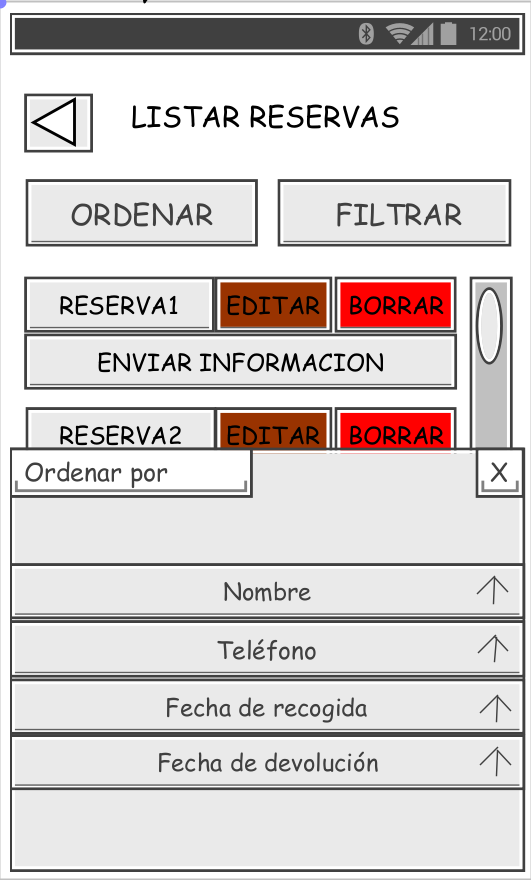 12:00
LISTAR RESERVAS
ORDENAR FILTRAR
RESERVA1 EDITAR BORRAR
ENVIAR INFORMACION
RESERVA2 EDITAR BORRAR
Ordenar por X
Nombre
Teléfono
Fecha de recogida
Fecha de devolución